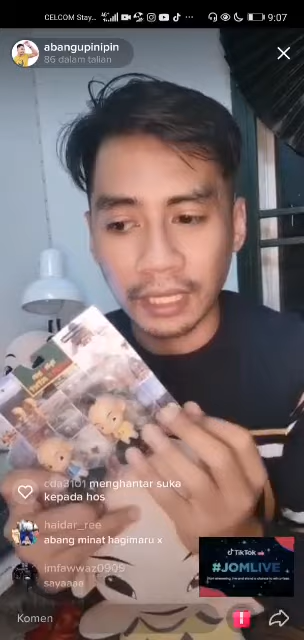 CELCOM Stay...
9:07
abangupinipin
86 dalam talian
cda3101 menghantar suka
kepada hos
haidar_ree
abang minat hagimaru x
imfawwaz0909
sayaaaa
TikTok
#JOMLIVE
Komen